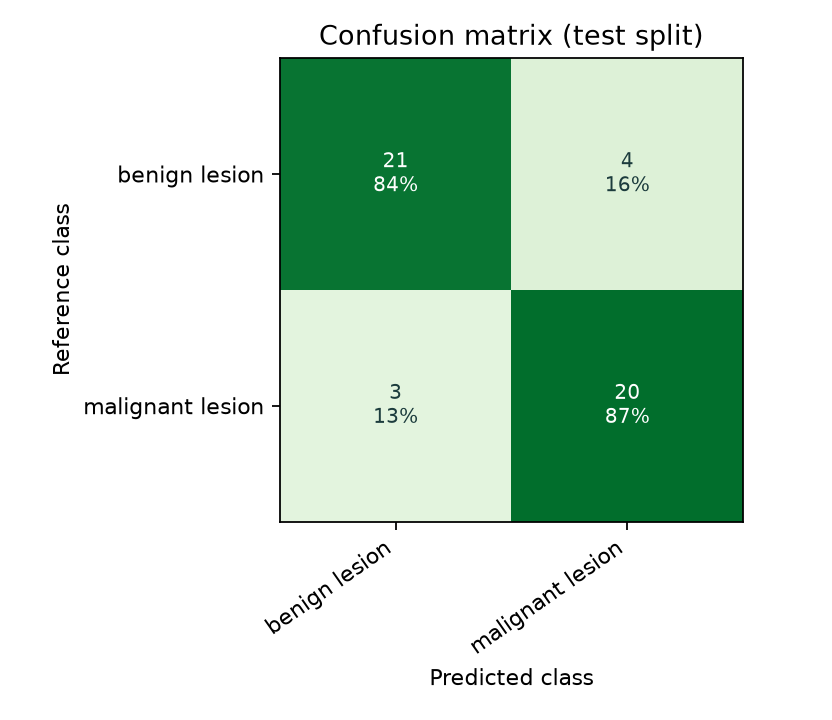 Confusion matrix (test split)
Reference class
benign lesion
21
84%
4
16%
malignant lesion
3
13%
20
87%
benign lesion
malignant lesion
Predicted class